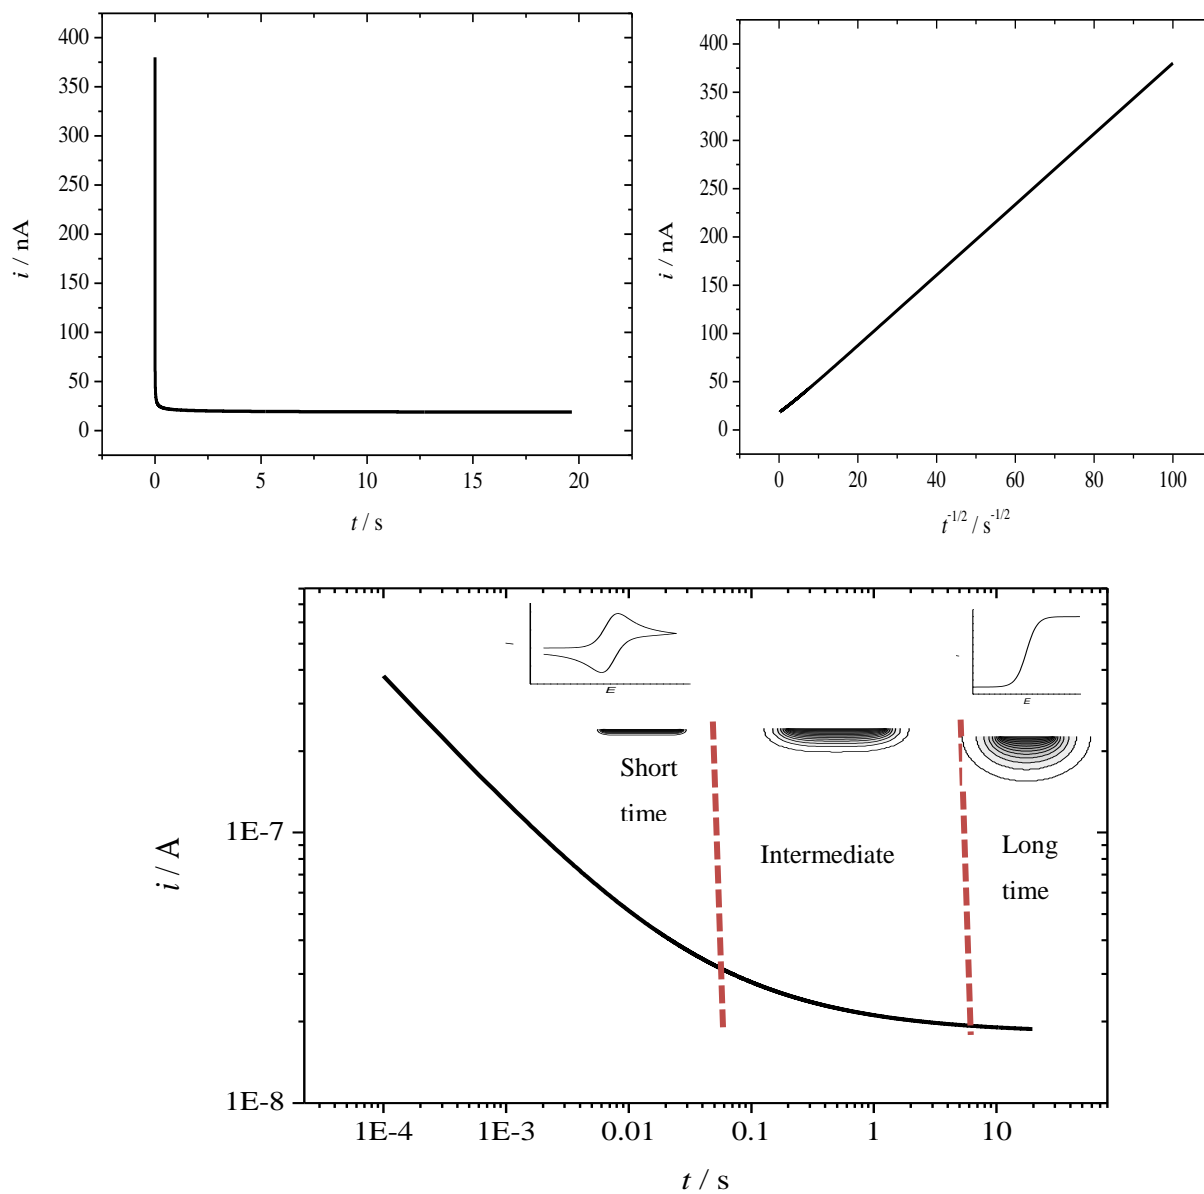 400
350
300
250
200
150
100
50
0
i / nA
0 5 10 15 20
t / s
400
350
300
250
200
150
100
50
0
i / nA
0 20 40 60 80 100
t-1/2 / s-1/2
E
E
Short
time
Intermediate
Long
time
1E-7
1E-8
i / A
1E-4 1E-3 0.01 0.1 1 10
t / s